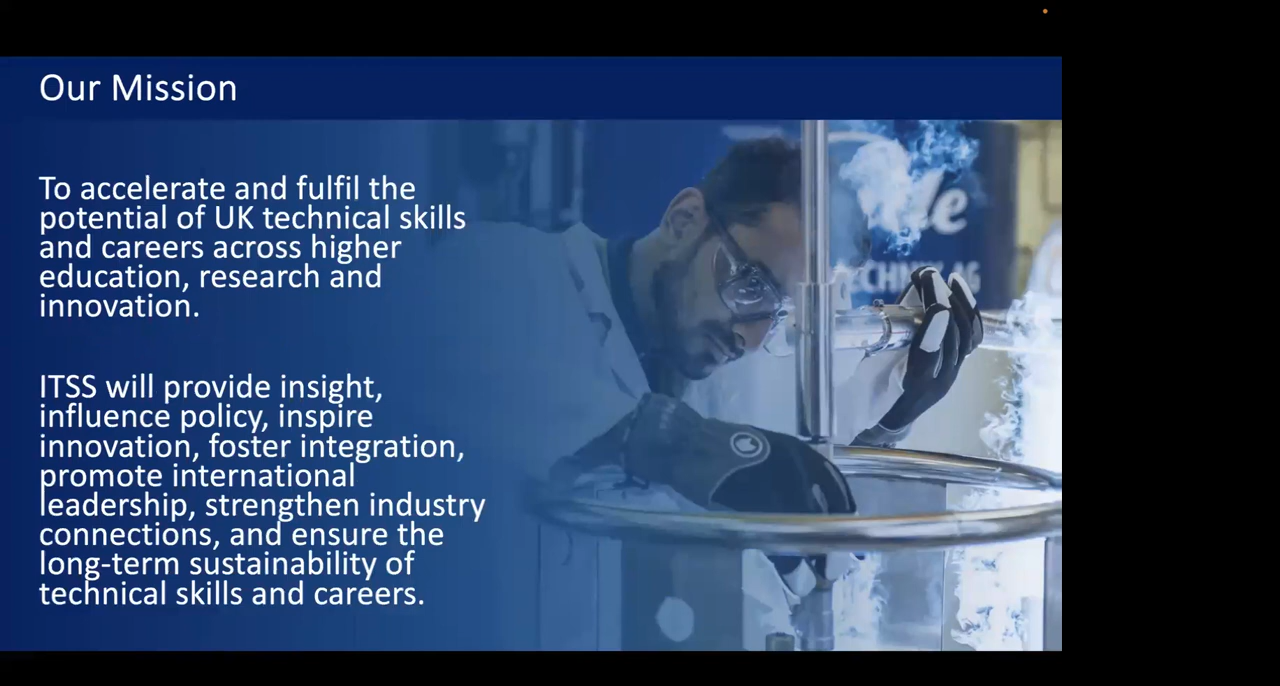 Our Mission
To accelerate and fulfil the
potential of UK technical skills
and careers across higher
education, research and
innovation.
ITSS will provide insight,
influence policy, inspire
innovation, foster integration,
promote international
leadership, strengthen industry
connections, and ensure the
long-term sustainability of
technical skills and careers.